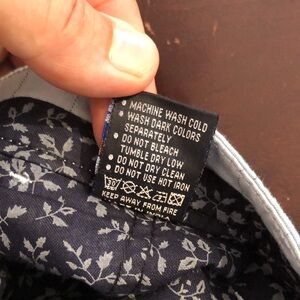 • MACHINE WASH COLD
• WASH DARK COLORS
SEPARATELY
• DO NOT BLEACH
TUMBLE DRY LOW
• DO NOT DRY CLEAN
• DO NOT USE HOT IRON
KEEP AWAY FROM FIRE